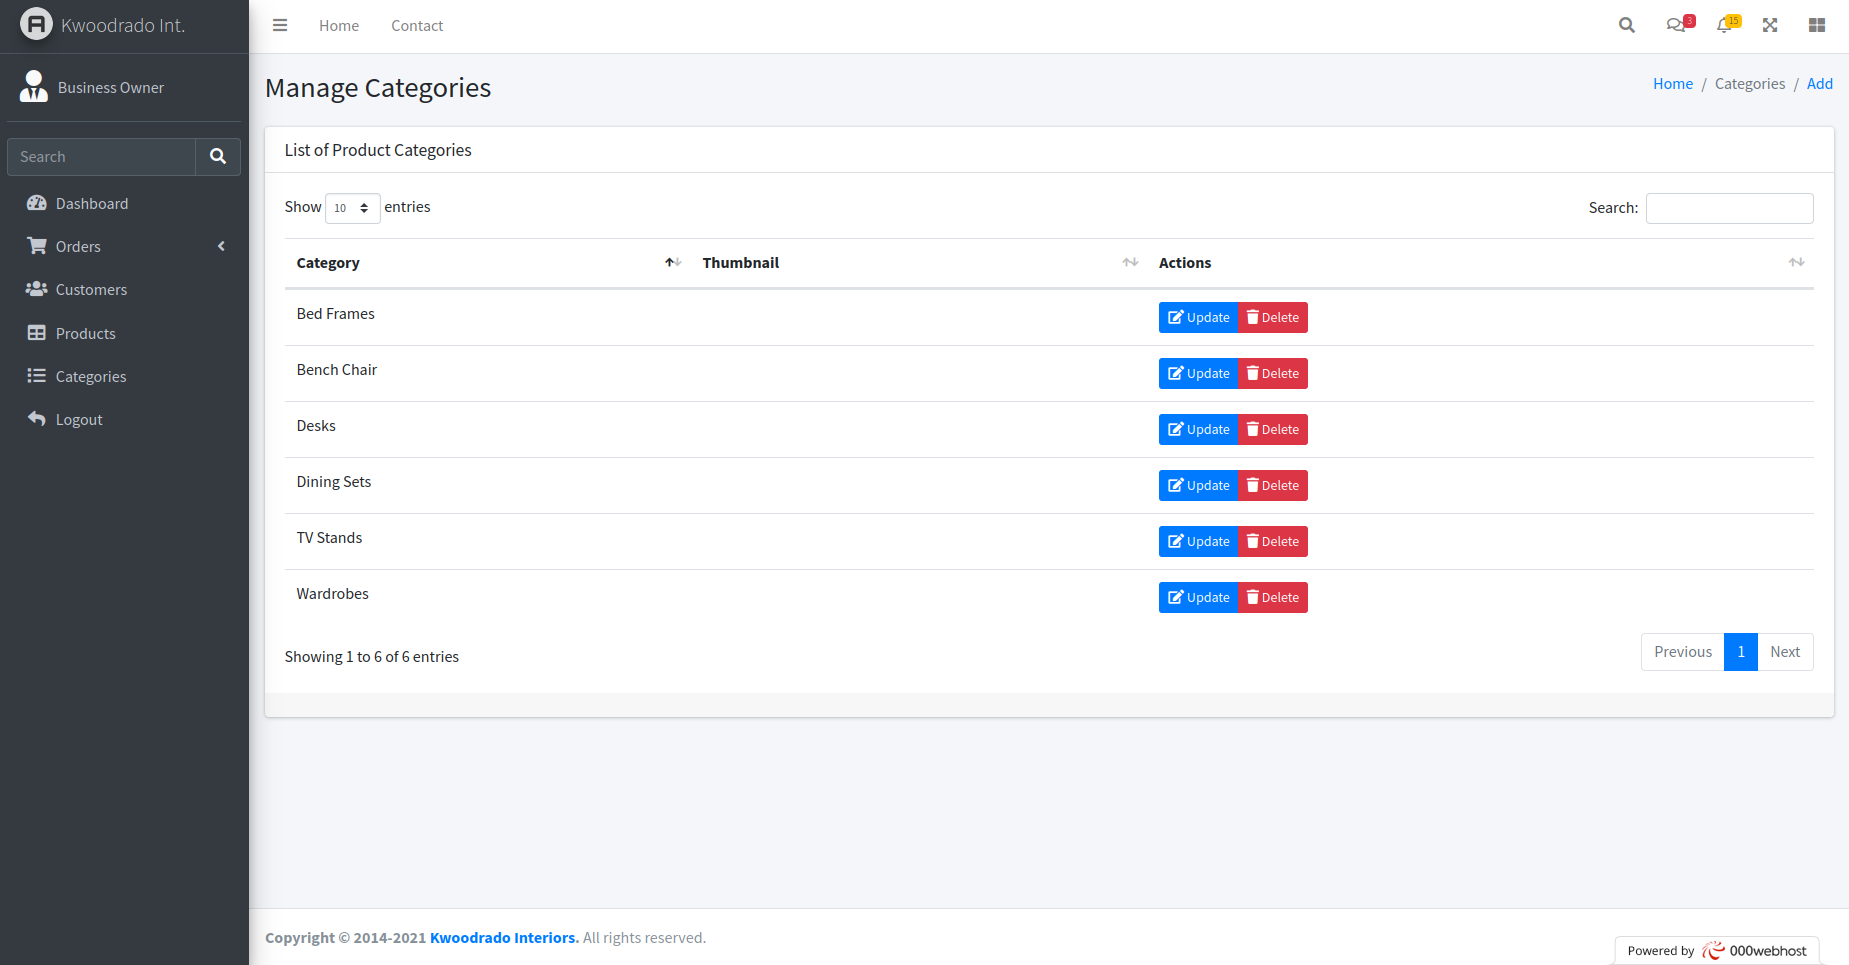 Kwoodrado Int.
Home
Contact
3
15
Business Owner
Search
Dashboard
Orders
Customers
Products
Categories
Logout
Manage Categories
Home / Categories / Add
List of Product Categories
Show 10 entries
Search:
Category Thumbnail Actions
Bed Frames Update Delete
Bench Chair Update Delete
Desks Update Delete
Dining Sets Update Delete
TV Stands Update Delete
Wardrobes Update Delete
Showing 1 to 6 of 6 entries
Previous 1 Next
Copyright © 2014-2021 Kwoodrado Interiors. All rights reserved.
Powered by 000webhost